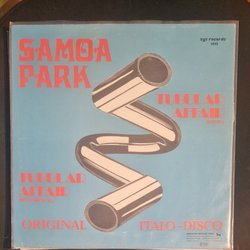 SAMOA
PARK
TUBULAR
AFFAIR
TUBULAR
AFFAIR
ORIGINAL ITALO-DISCO